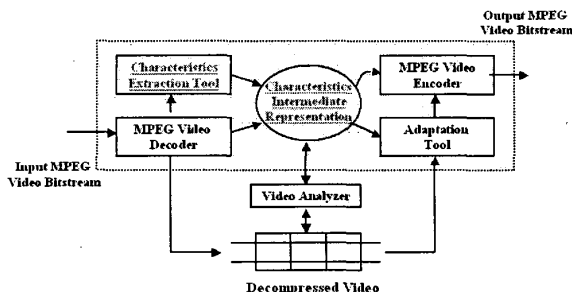 Output MPEG
Video Bitstream
Characteristics
Extraction Tool
Characteristics
Intermediate
Representation
MPEG Video
Encoder
MPEG Video
Decoder
Adaptation
Tool
Input MPEG
Video Bitstream
Video Analyzer
Decompressed Video